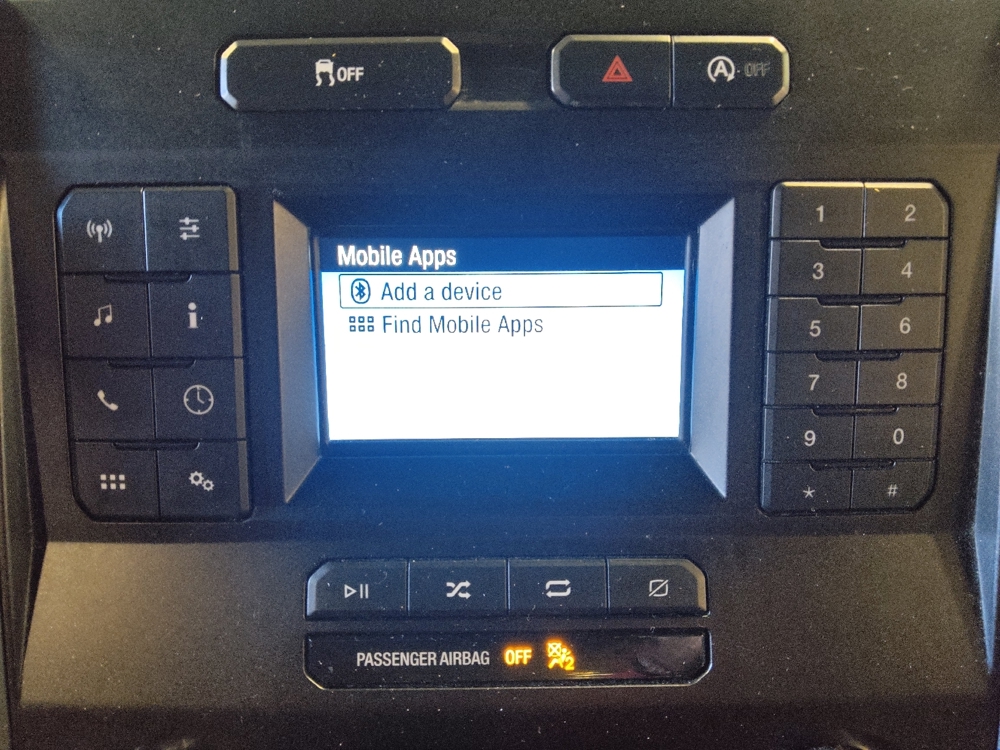 OFF
A OFF
Mobile Apps
Add a device
Find Mobile Apps
i
1 2
3 4
5 6
7 8
9 0
* #
PASSENGER AIRBAG OFF 2